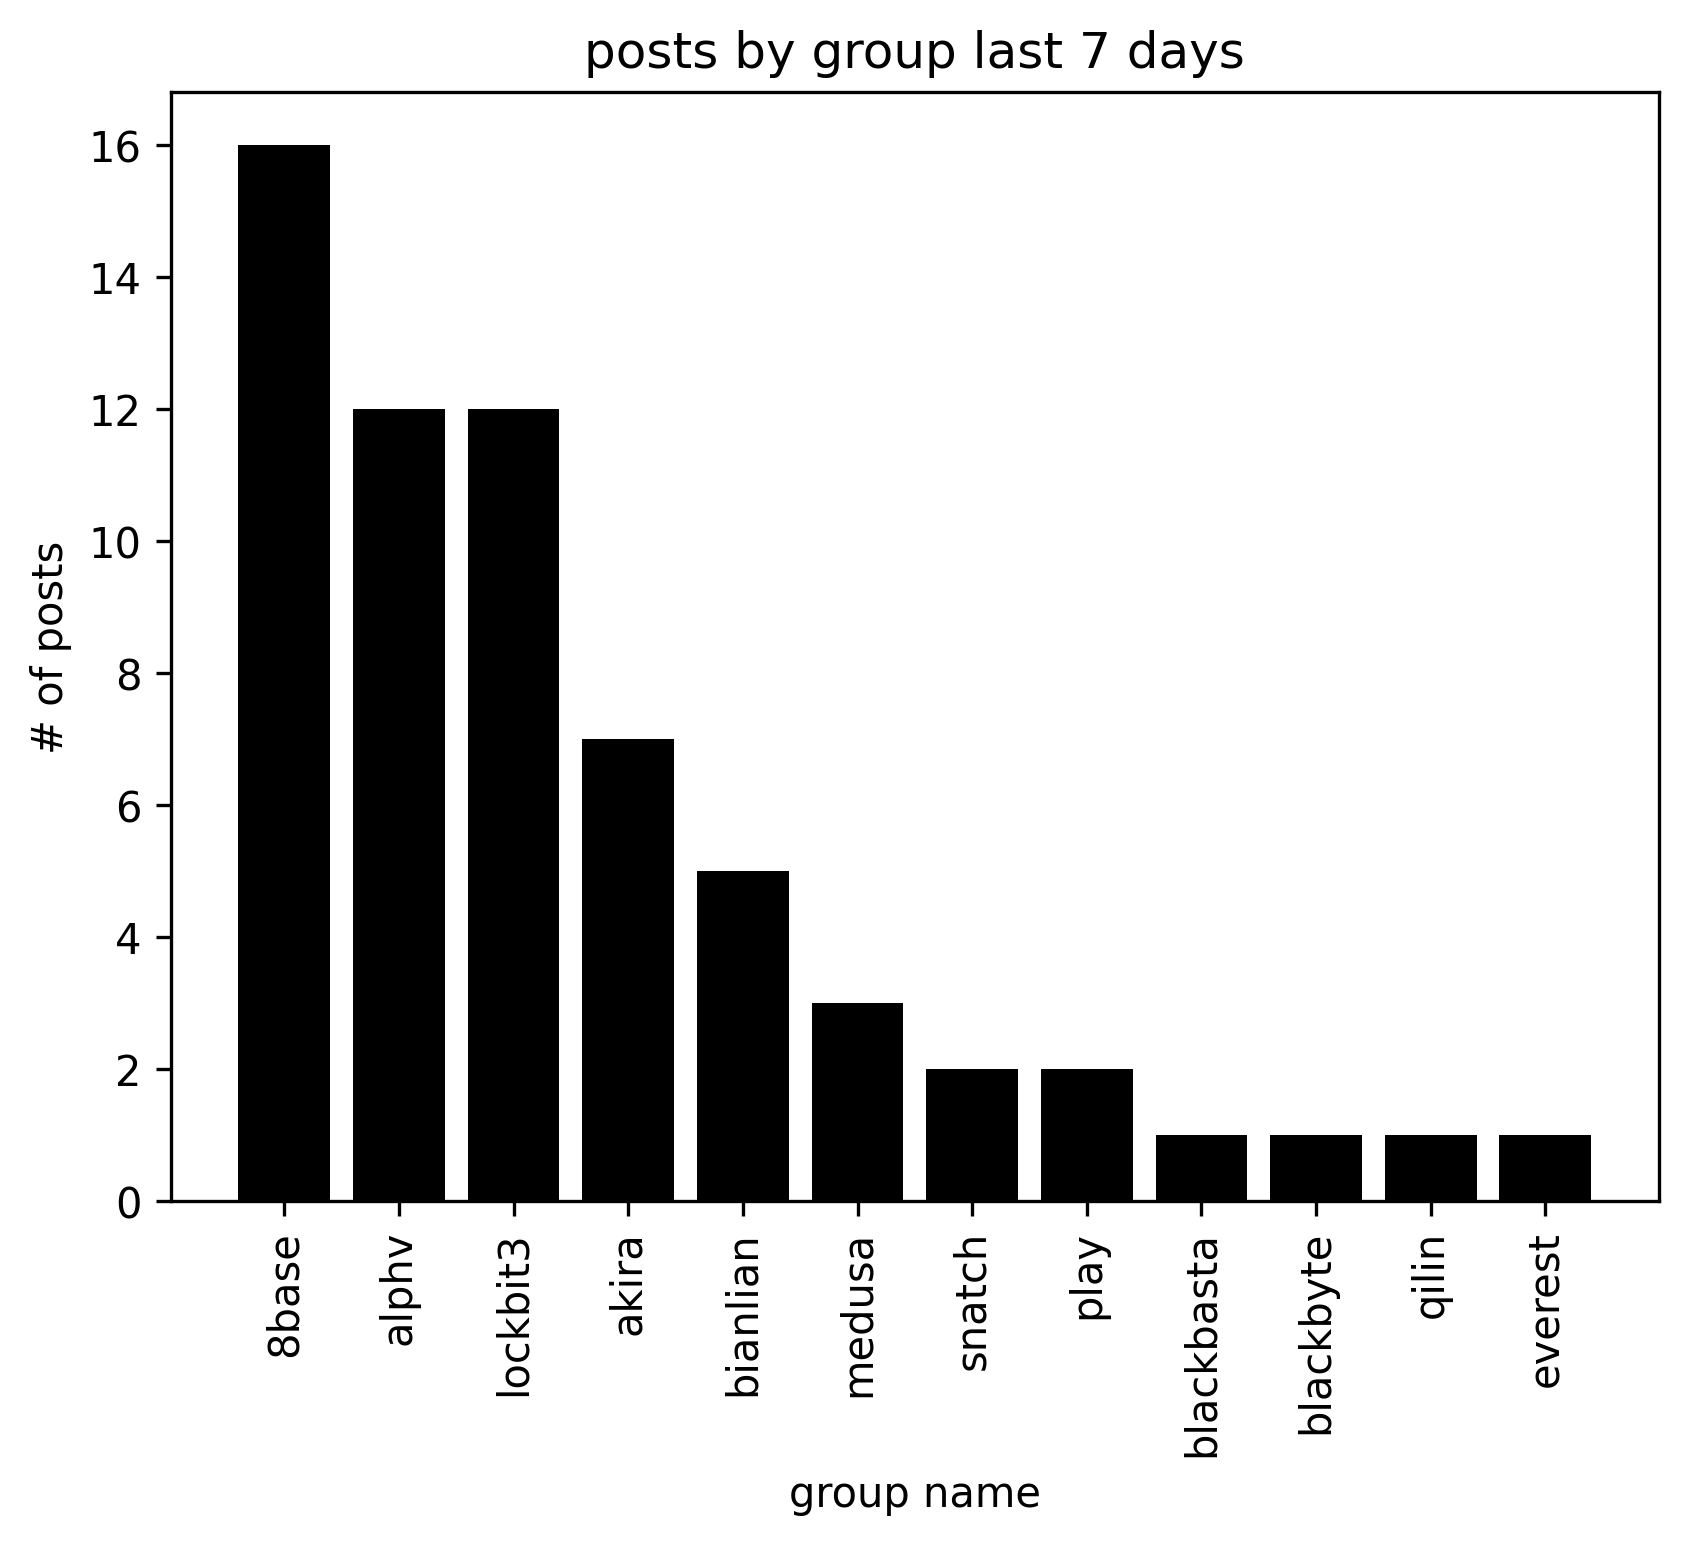 posts by group last 7 days
16
14
12
10
8
6
4
2
0
# of posts
8base
alphv
lockbit3
akira
bianlian
medusa
snatch
play
blackbasta
blackbyte
qilin
everest
group name